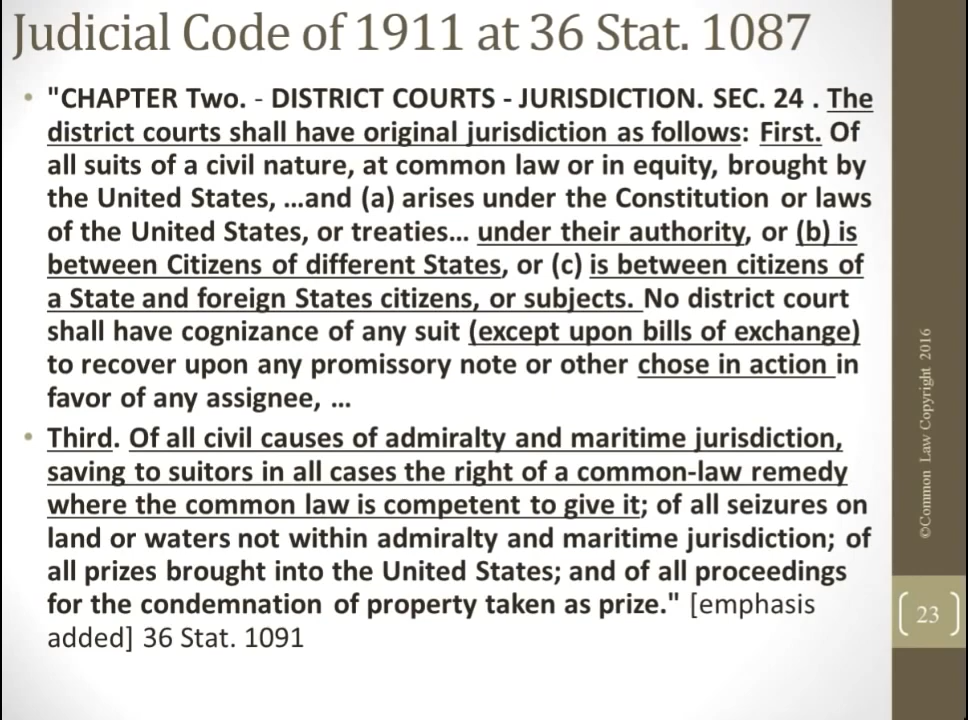 Judicial Code of 1911 at 36 Stat. 1087
• "CHAPTER Two. - DISTRICT COURTS - JURISDICTION. SEC. 24 . The
district courts shall have original jurisdiction as follows: First. Of
all suits of a civil nature, at common law or in equity, brought by
the United States, ...and (a) arises under the Constitution or laws
of the United States, or treaties... under their authority, or (b) is
between Citizens of different States, or (c) is between citizens of
a State and foreign States citizens, or subjects. No district court
shall have cognizance of any suit (except upon bills of exchange)
to recover upon any promissory note or other chose in action in
favor of any assignee, ...
• Third. Of all civil causes of admiralty and maritime jurisdiction,
saving to suitors in all cases the right of a common-law remedy
where the common law is competent to give it; of all seizures on
land or waters not within admiralty and maritime jurisdiction; of
all prizes brought into the United States; and of all proceedings
for the condemnation of property taken as prize." [emphasis
added] 36 Stat. 1091
©Common Law Copyright 2016
23